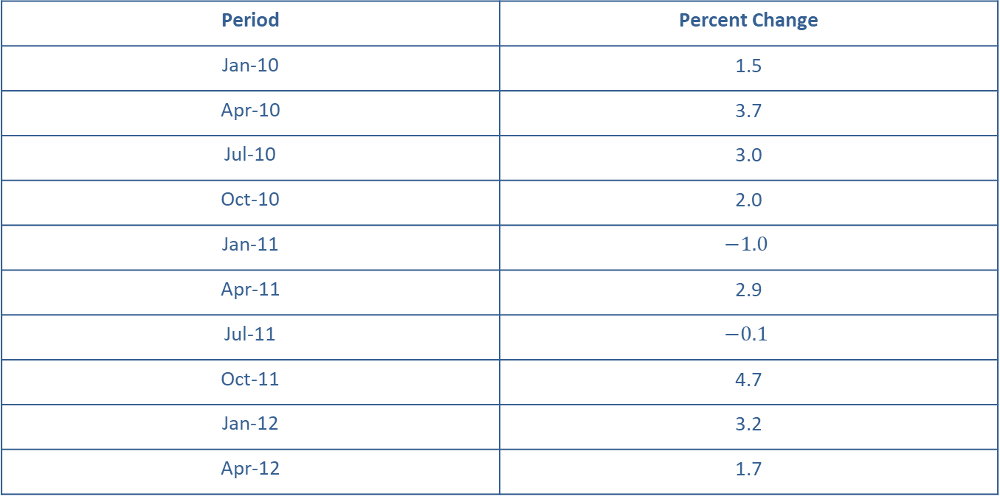 Period Percent Change
Jan-10 1.5
Apr-10 3.7
Jul-10 3.0
Oct-10 2.0
Jan-11 −1.0
Apr-11 2.9
Jul-11 −0.1
Oct-11 4.7
Jan-12 3.2
Apr-12 1.7